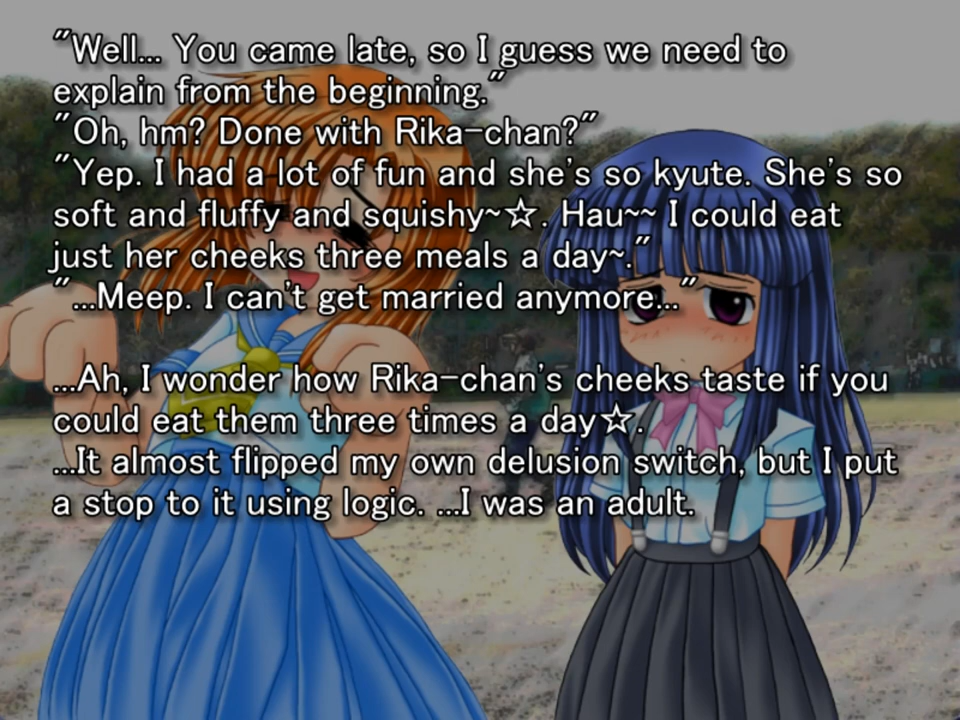 "Well... You came late, so I guess we need to
explain from the beginning."
"Oh, hm? Done with Rika-chan?"
"Yep. I had a lot of fun and she's so kyute. She's so
soft and fluffy and squishy~☆. Hau~~ I could eat
just her cheeks three meals a day~."
"...Meep. I can't get married anymore..."
...Ah, I wonder how Rika-chan's cheeks taste if you
could eat them three times a day☆.
...It almost flipped my own delusion switch, but I put
a stop to it using logic. ...I was an adult.